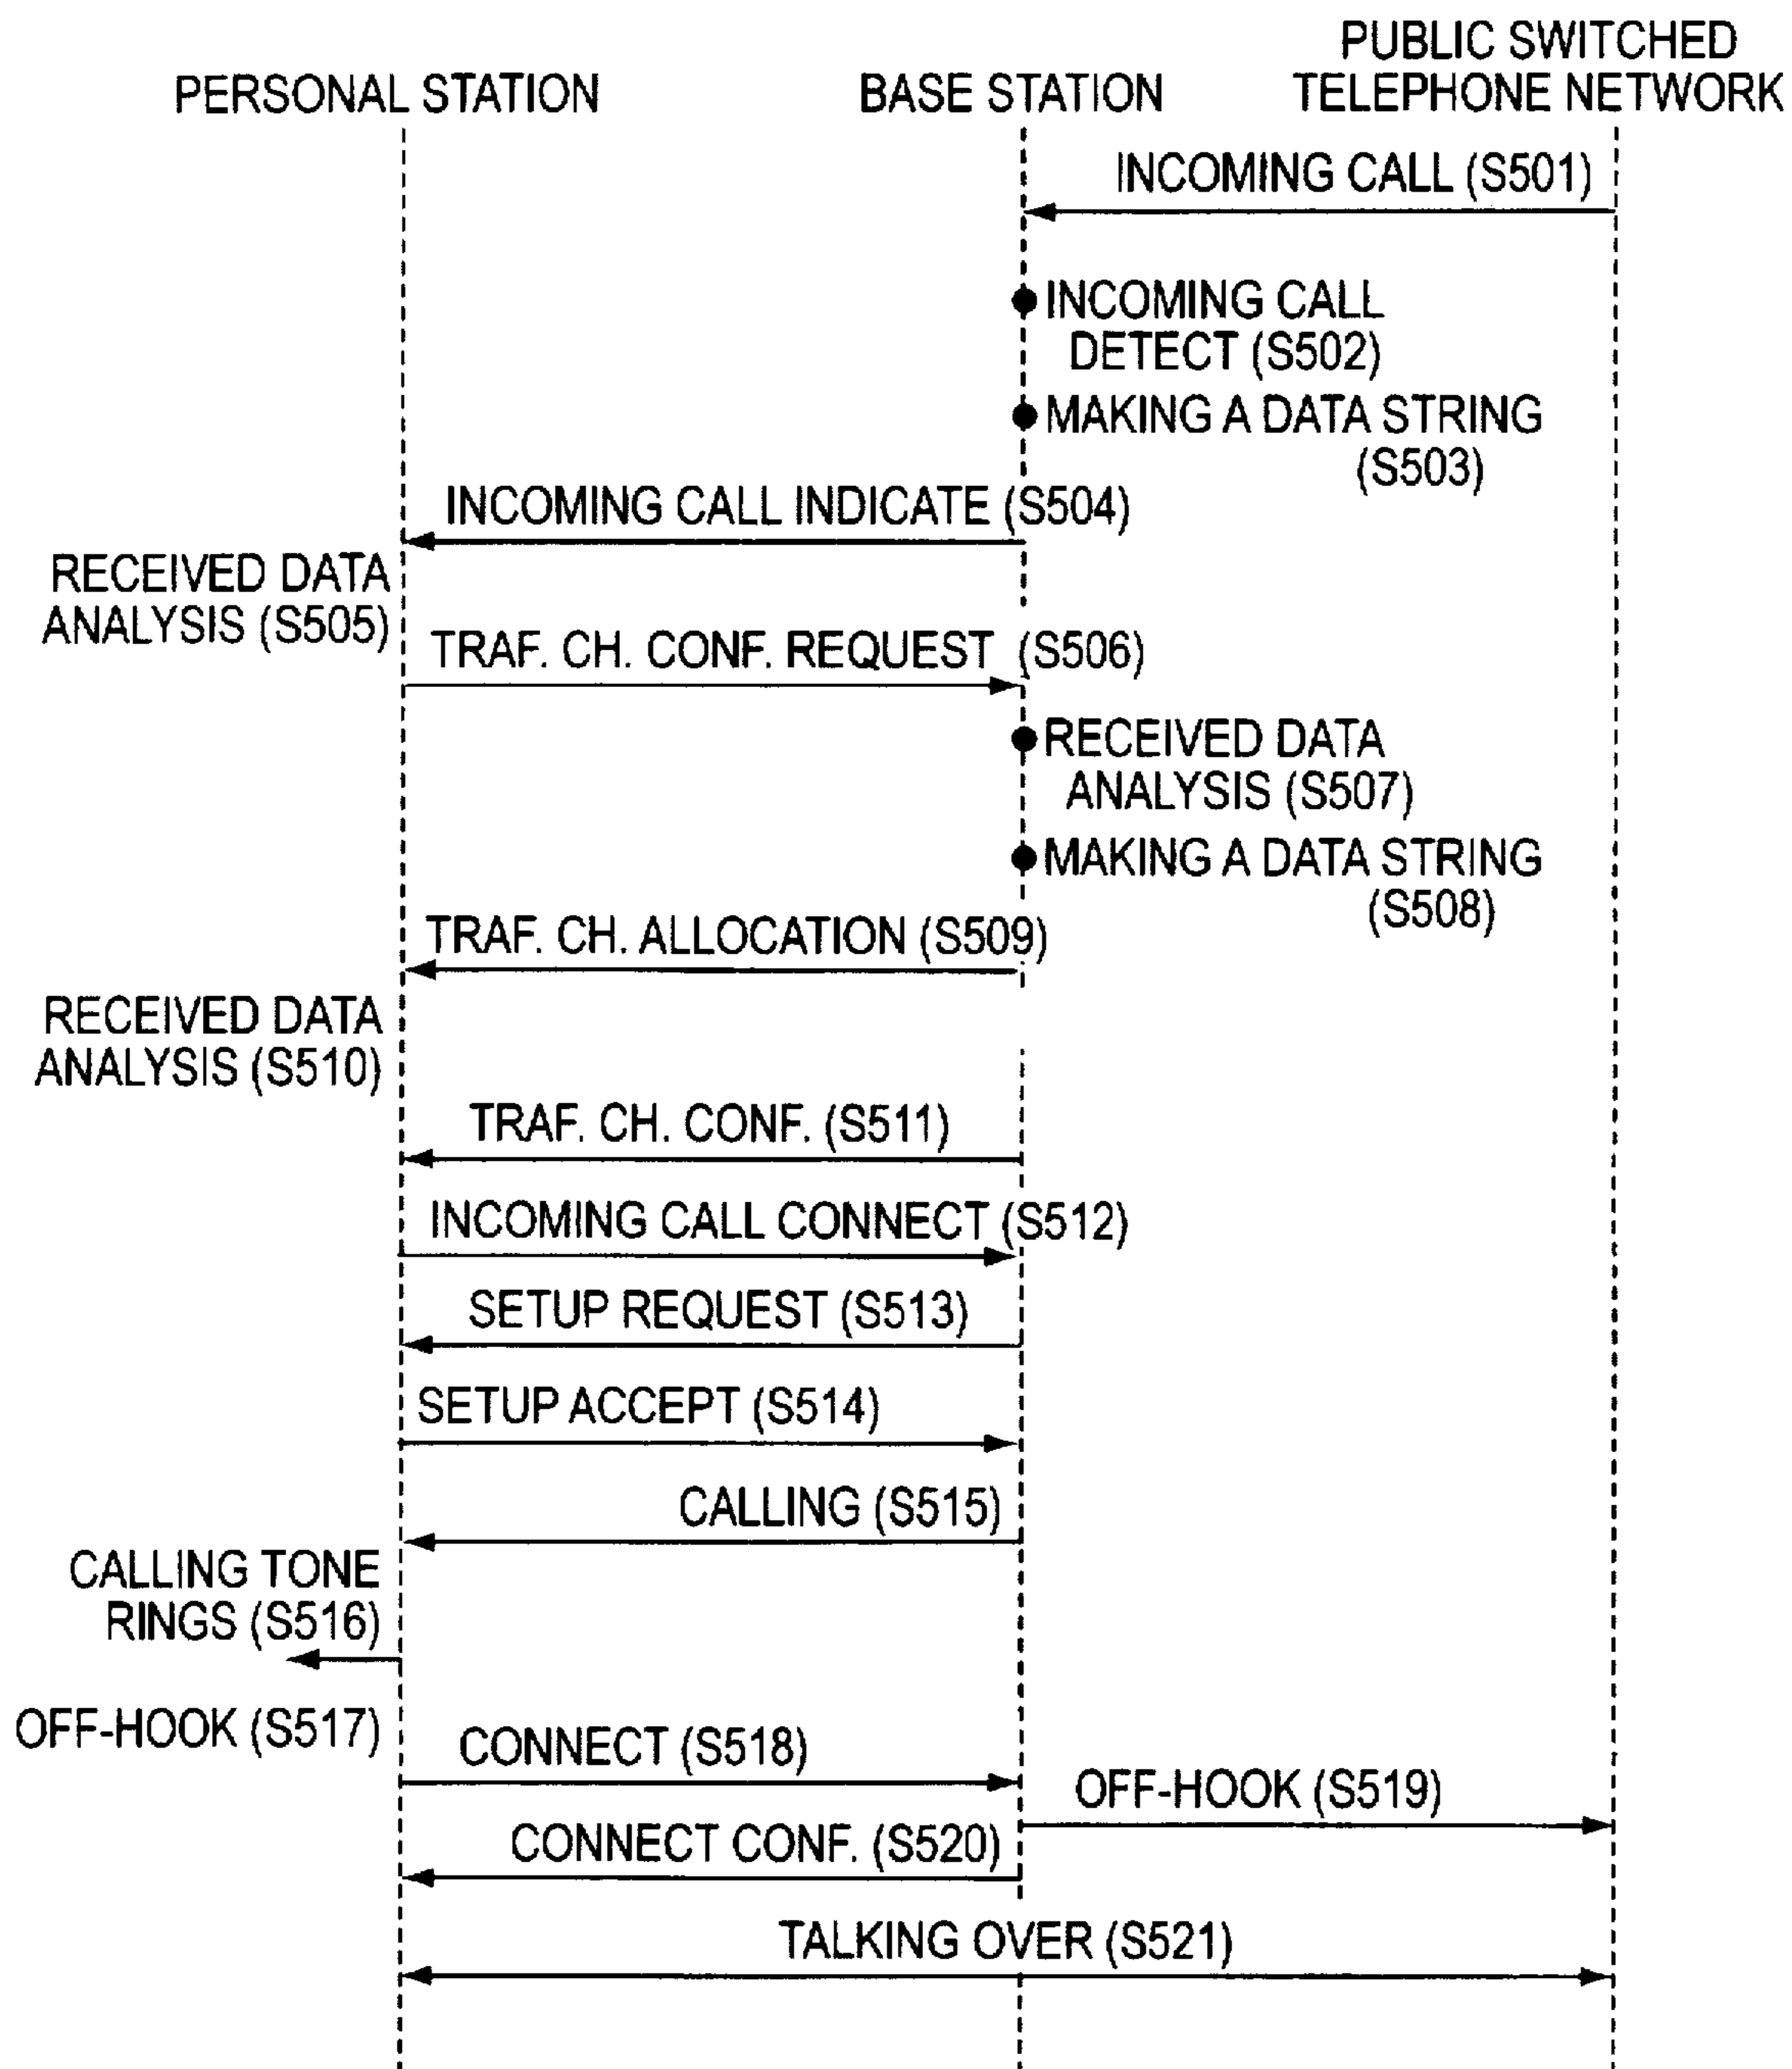 PUBLIC SWITCHED
TELEPHONE NETWORK
PERSONAL STATION
BASE STATION
INCOMING CALL (S501)
INCOMING CALL
DETECT (S502)
MAKING A DATA STRING
(S503)
INCOMING CALL INDICATE (S504)
RECEIVED DATA
ANALYSIS (S505)
TRAF. CH. CONF. REQUEST (S506)
RECEIVED DATA
ANALYSIS (S507)
MAKING A DATA STRING
(S508)
TRAF. CH. ALLOCATION (S509)
RECEIVED DATA
ANALYSIS (S510)
TRAF. CH. CONF. (S511)
INCOMING CALL CONNECT (S512)
SETUP REQUEST (S513)
SETUP ACCEPT (S514)
CALLING (S515)
CALLING TONE
RINGS (S516)
OFF-HOOK (S517)
CONNECT (S518)
OFF-HOOK (S519)
CONNECT CONF. (S520)
TALKING OVER (S521)